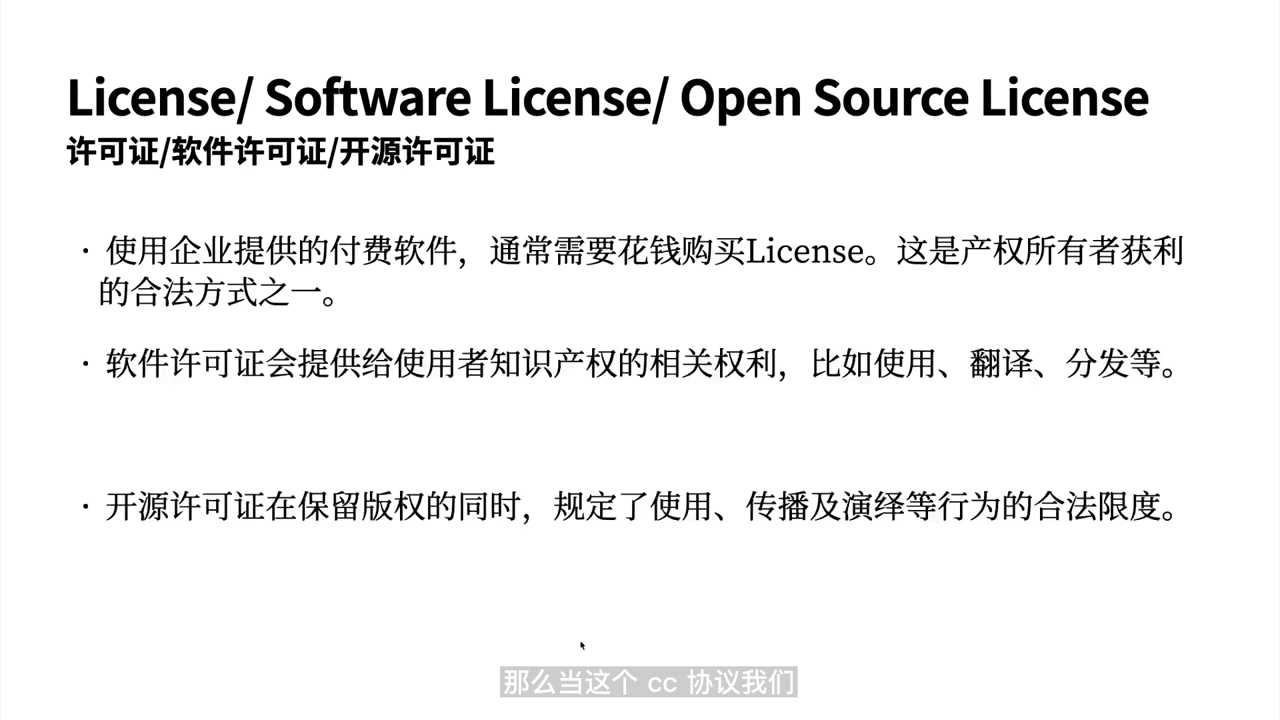 License/ Software License/ Open Source License
许可证/软件许可证/开源许可证
· 使用企业提供的付费软件，通常需要花钱购买License。这是产权所有者获利
的合法方式之一。
· 软件许可证会提供给使用者知识产权的相关权利，比如使用、翻译、分发等。
· 开源许可证在保留版权的同时，规定了使用、传播及演绎等行为的合法限度。
那么当这个 cc 协议我们